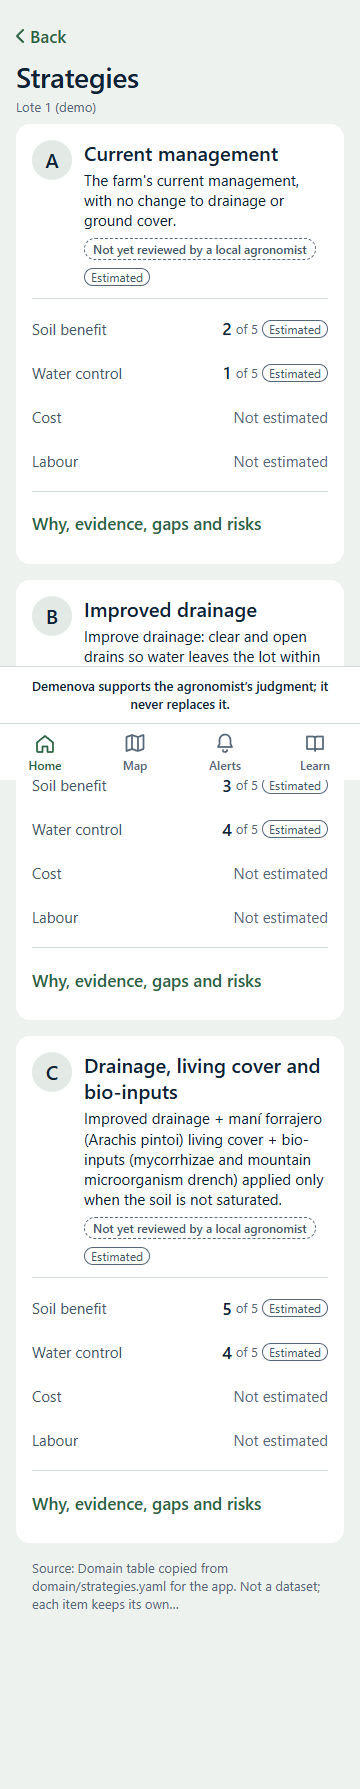 Back
Strategies
Lote 1 (demo)
A
Current management
The farm's current management,
with no change to drainage or
ground cover.
Not yet reviewed by a local agronomist
Estimated
Soil benefit 2 of 5 Estimated
Water control 1 of 5 Estimated
Cost Not estimated
Labour Not estimated
Why, evidence, gaps and risks
B
Improved drainage
Improve drainage: clear and open
drains so water leaves the lot within
Demenova supports the agronomist's judgment; it
never replaces it.
Home Map Alerts Learn
Soil benefit 3 of 5 Estimated
Water control 4 of 5 Estimated
Cost Not estimated
Labour Not estimated
Why, evidence, gaps and risks
C
Drainage, living cover and
bio-inputs
Improved drainage + maní forrajero
(Arachis pintoi) living cover + bio-
inputs (mycorrhizae and mountain
microorganism drench) applied only
when the soil is not saturated.
Not yet reviewed by a local agronomist
Estimated
Soil benefit 5 of 5 Estimated
Water control 4 of 5 Estimated
Cost Not estimated
Labour Not estimated
Why, evidence, gaps and risks
Source: Domain table copied from
domain/strategies.yaml for the app. Not a dataset;
each item keeps its own...